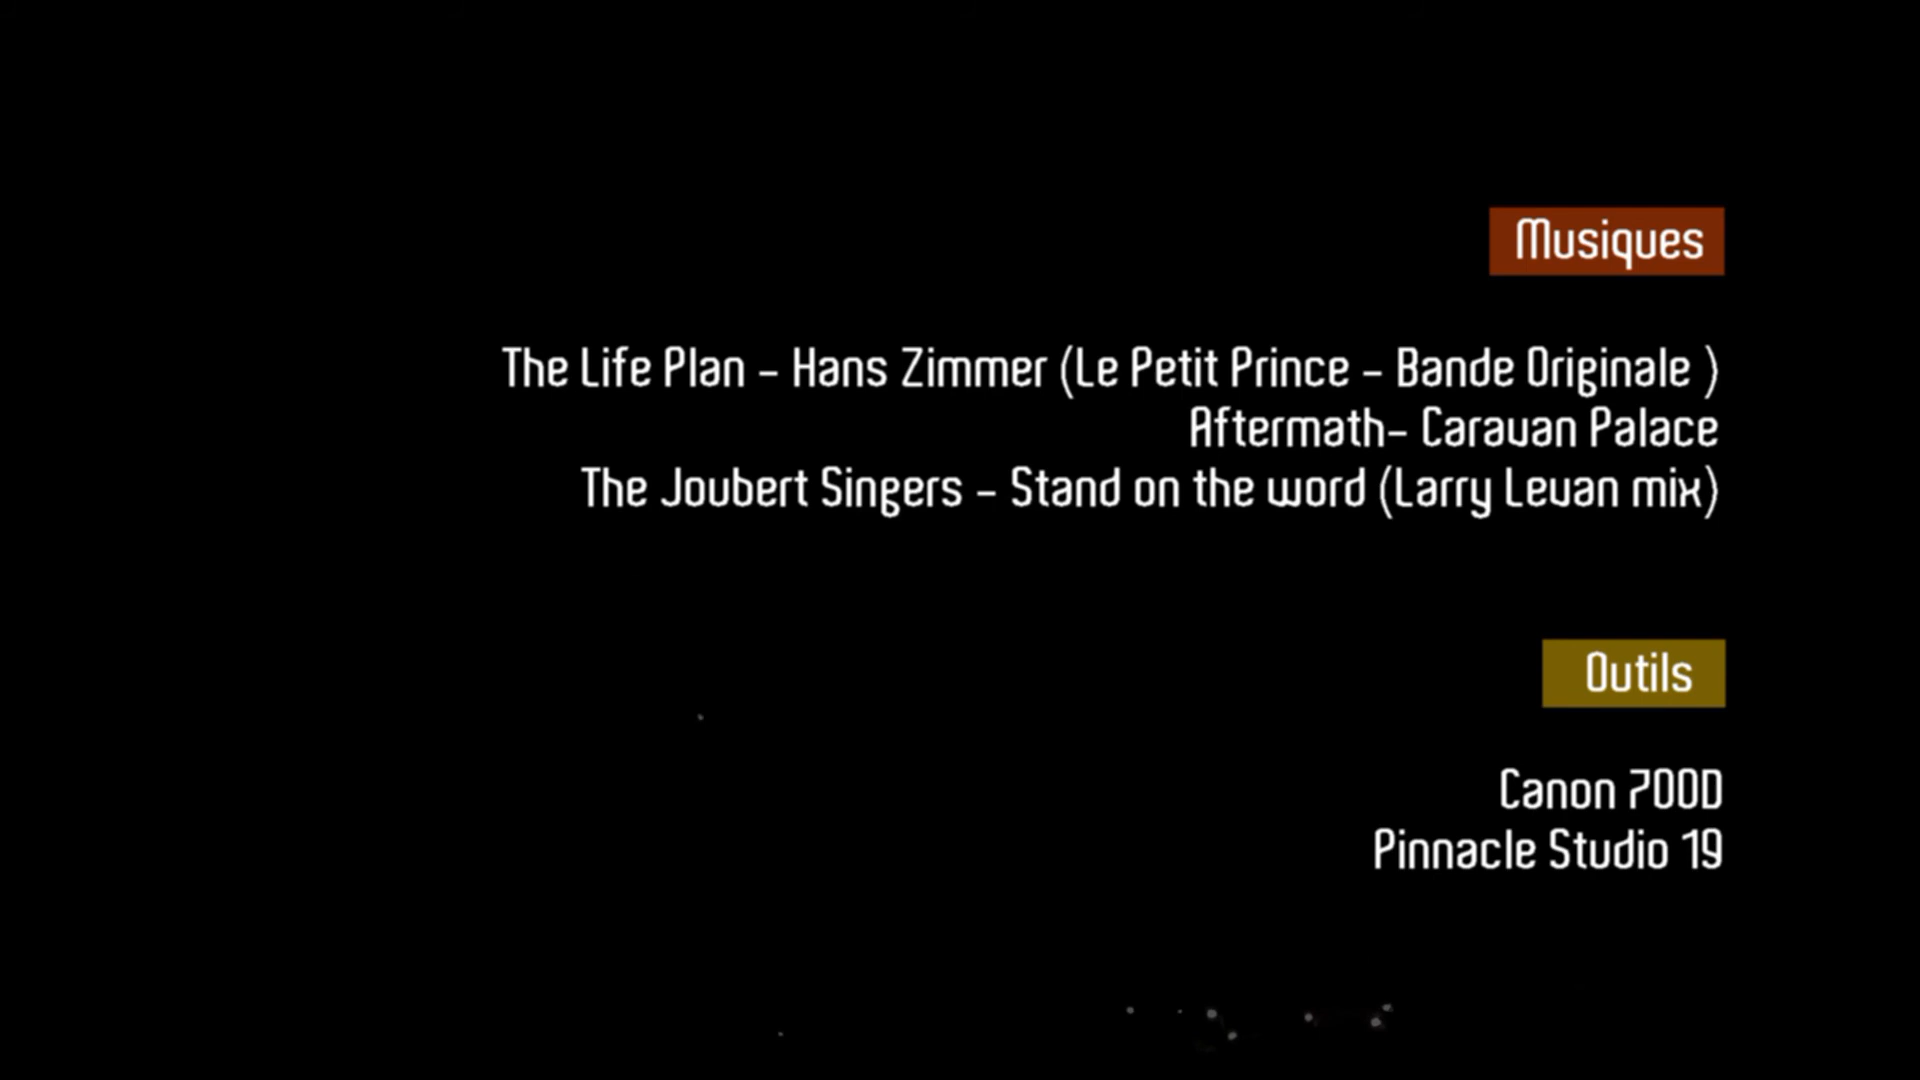 Musiques
The Life Plan - Hans Zimmer (Le Petit Prince - Bande Originale )
Aftermath- Caravan Palace
The Joubert Singers - Stand on the word (Larry Levan mix)
Outils
Canon 700D
Pinnacle Studio 19